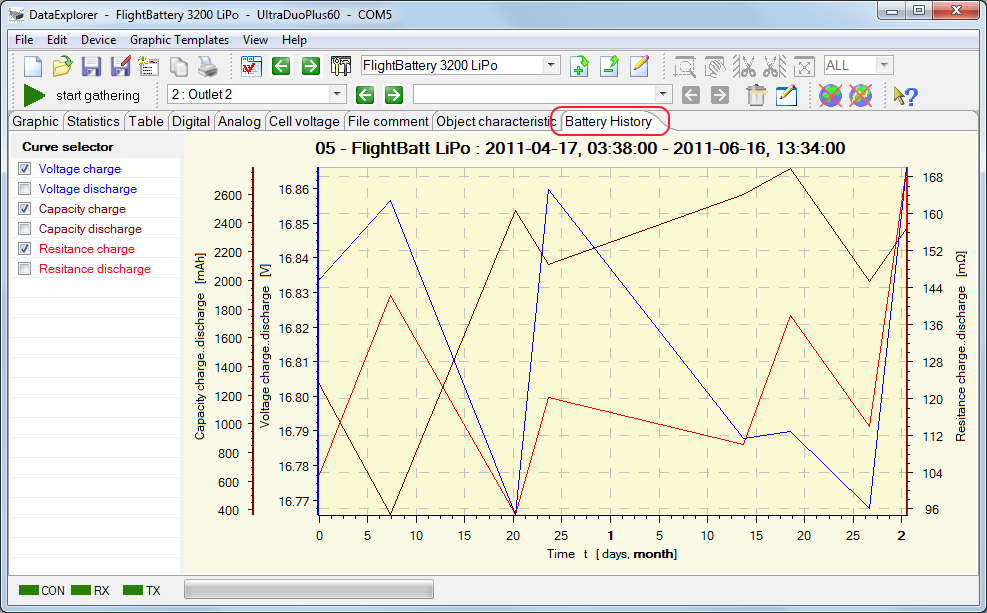 DataExplorer - FlightBattery 3200 LiPo - UltraDuoPlus60 - COM5
File Edit Device Graphic Templates View Help
FlightBattery 3200 LiPo ALL
start gathering 2 : Outlet 2
Graphic Statistics Table Digital Analog Cell voltage File comment Object characteristic Battery History
Curve selector
Voltage charge
Voltage discharge
Capacity charge
Capacity discharge
Resitance charge
Resitance discharge
05 - FlightBatt LiPo : 2011-04-17, 03:38:00 - 2011-06-16, 13:34:00
Capacity charge..discharge [mAh]
2600
2400
2200
2000
1800
1600
1400
1200
1000
800
600
400
Voltage charge..discharge [V]
16.86
16.85
16.84
16.83
16.82
16.81
16.80
16.79
16.78
16.77
168
160
152
144
136
128
120
112
104
96
Resitance charge..discharge [mΩ]
0 5 10 15 20 25 1 5 10 15 20 25 2
Time t [ days, month]
CON RX TX